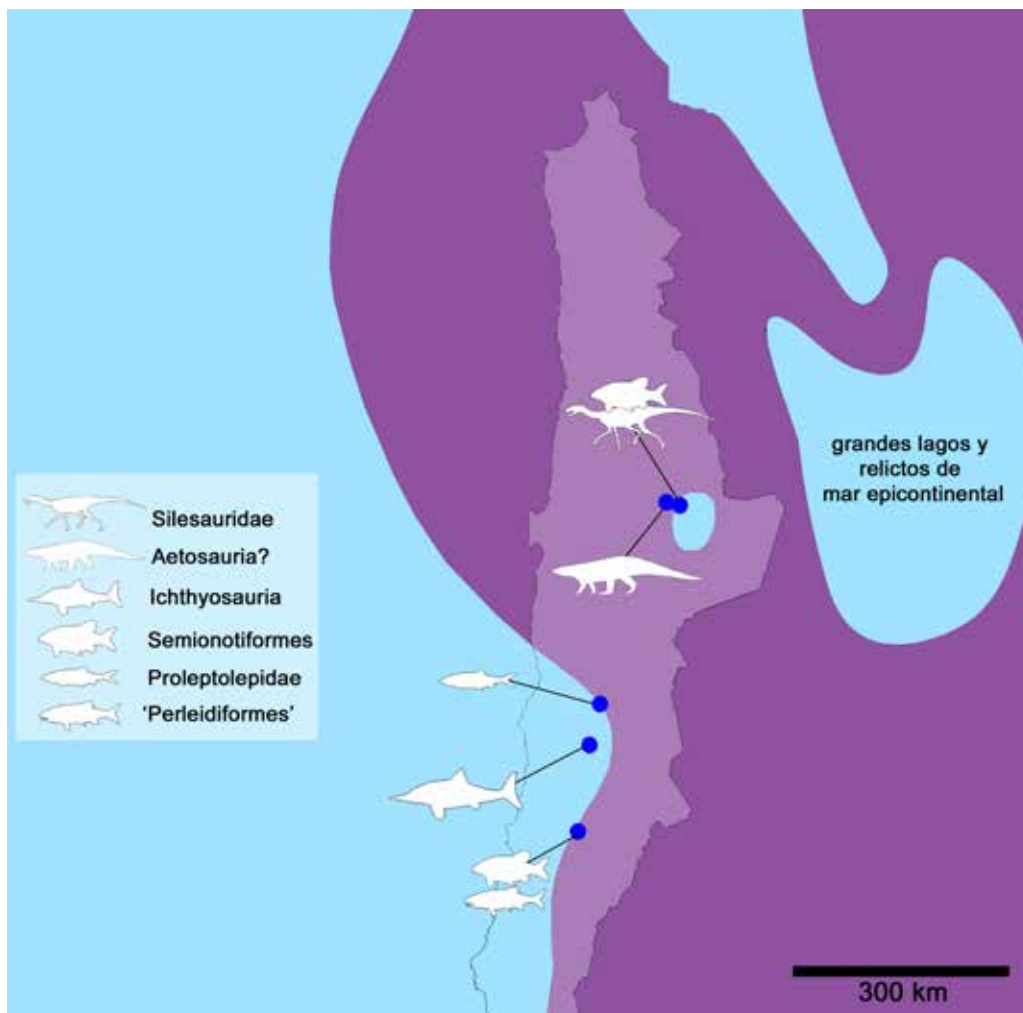 grandes lagos y
relictos de
mar epicontinental
Silesauridae
Aetosauria?
Ichthyosauria
Semionotiformes
Proleptolepidae
‘Perleidiformes’
300 km